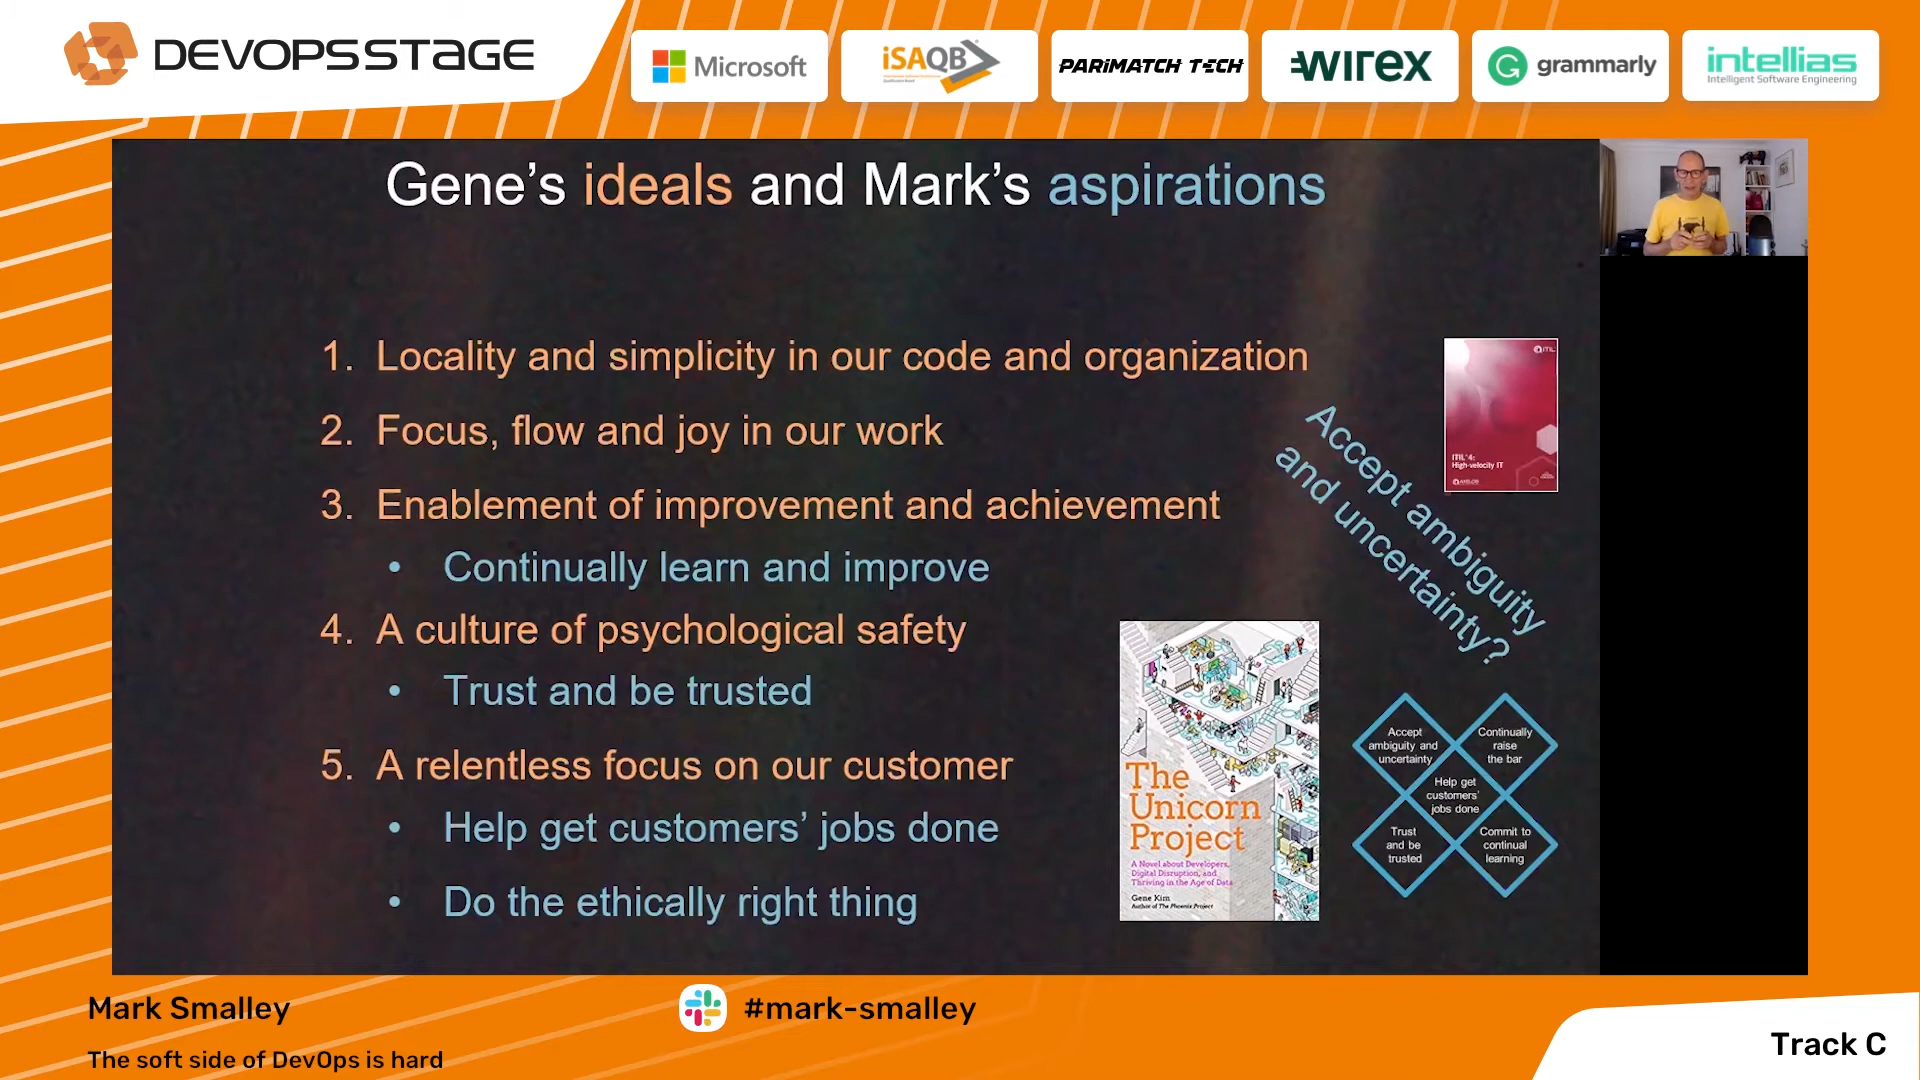 DEVOPSSTAGE
Microsoft
iSAQB
PARIMATCH TECH
WIREX
grammarly
intellias
Intelligent Software Engineering
Gene's ideals and Mark's aspirations
1. Locality and simplicity in our code and organization
2. Focus, flow and joy in our work
3. Enablement of improvement and achievement
• Continually learn and improve
4. A culture of psychological safety
• Trust and be trusted
5. A relentless focus on our customer
• Help get customers' jobs done
• Do the ethically right thing
Accept ambiguity
and uncertainty?
ITIL
ITIL®4:
High-velocity IT
AXELOS
The
Unicorn
Project
A Novel about Developers,
Digital Disruption, and
Thriving in the Age of Data
Gene Kim
Author of The Phoenix Project
Accept
ambiguity and
uncertainty
Continually
raise
the bar
Help get
customers'
jobs done
Trust
and be
trusted
Commit to
continual
learning
Mark Smalley
The soft side of DevOps is hard
#mark-smalley
Track C